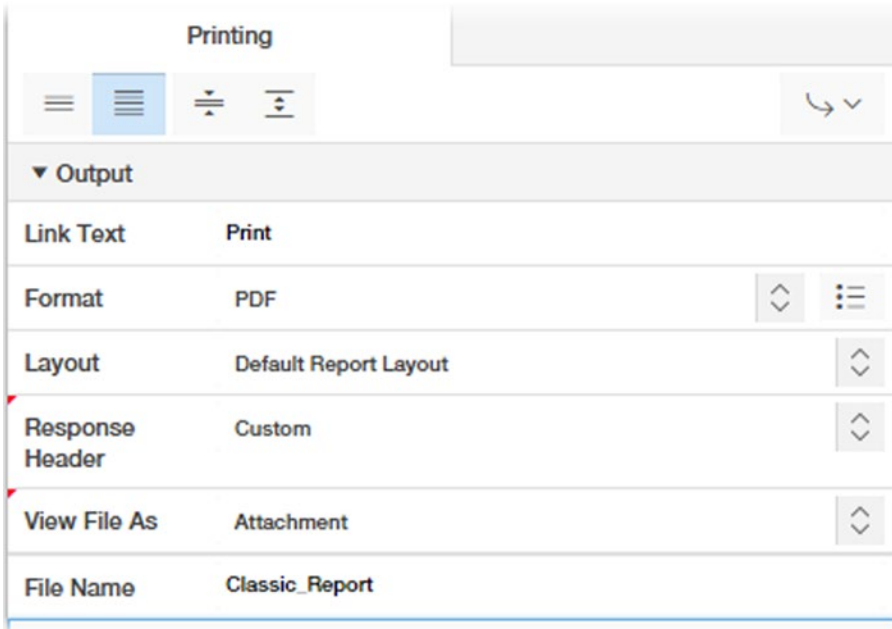 Printing
Output
Link Text Print
Format PDF
Layout Default Report Layout
Response Header Custom
View File As Attachment
File Name Classic_Report